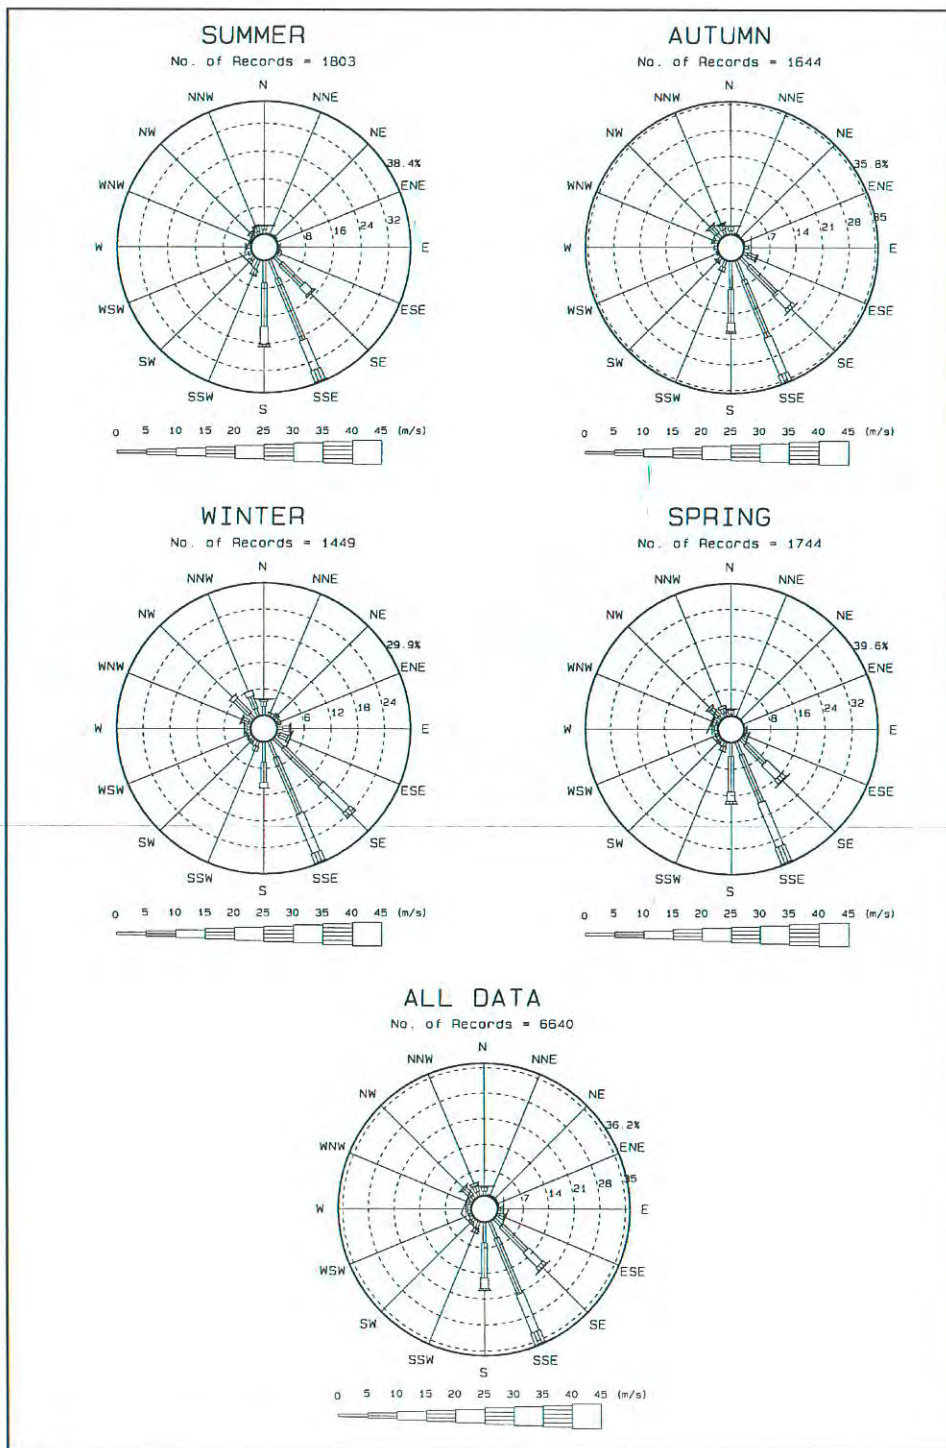 SUMMER
No. of Records = 1803
N
NNW NNE
NW NE
38.4%
WNW ENE
8 16 24 32
W E
WSW ESE
SW SE
SSW SSE
S
0 5 10 15 20 25 30 35 40 45 (m/s)
AUTUMN
No. of Records = 1644
N
NNW NNE
NW NE
35.8%
WNW ENE
7 14 21 28 35
W E
WSW ESE
SW SE
SSW SSE
S
0 5 10 15 20 25 30 35 40 45 (m/s)
WINTER
No. of Records = 1449
N
NNW NNE
NW NE
29.9%
WNW ENE
6 12 18 24
W E
WSW ESE
SW SE
SSW SSE
S
0 5 10 15 20 25 30 35 40 45 (m/s)
SPRING
No. of Records = 1744
N
NNW NNE
NW NE
39.6%
WNW ENE
8 16 24 32
W E
WSW ESE
SW SE
SSW SSE
S
0 5 10 15 20 25 30 35 40 45 (m/s)
ALL DATA
No. of Records = 6640
N
NNW NNE
NW NE
36.2%
WNW ENE
7 14 21 28 35
W E
WSW ESE
SW SE
SSW SSE
S
0 5 10 15 20 25 30 35 40 45 (m/s)